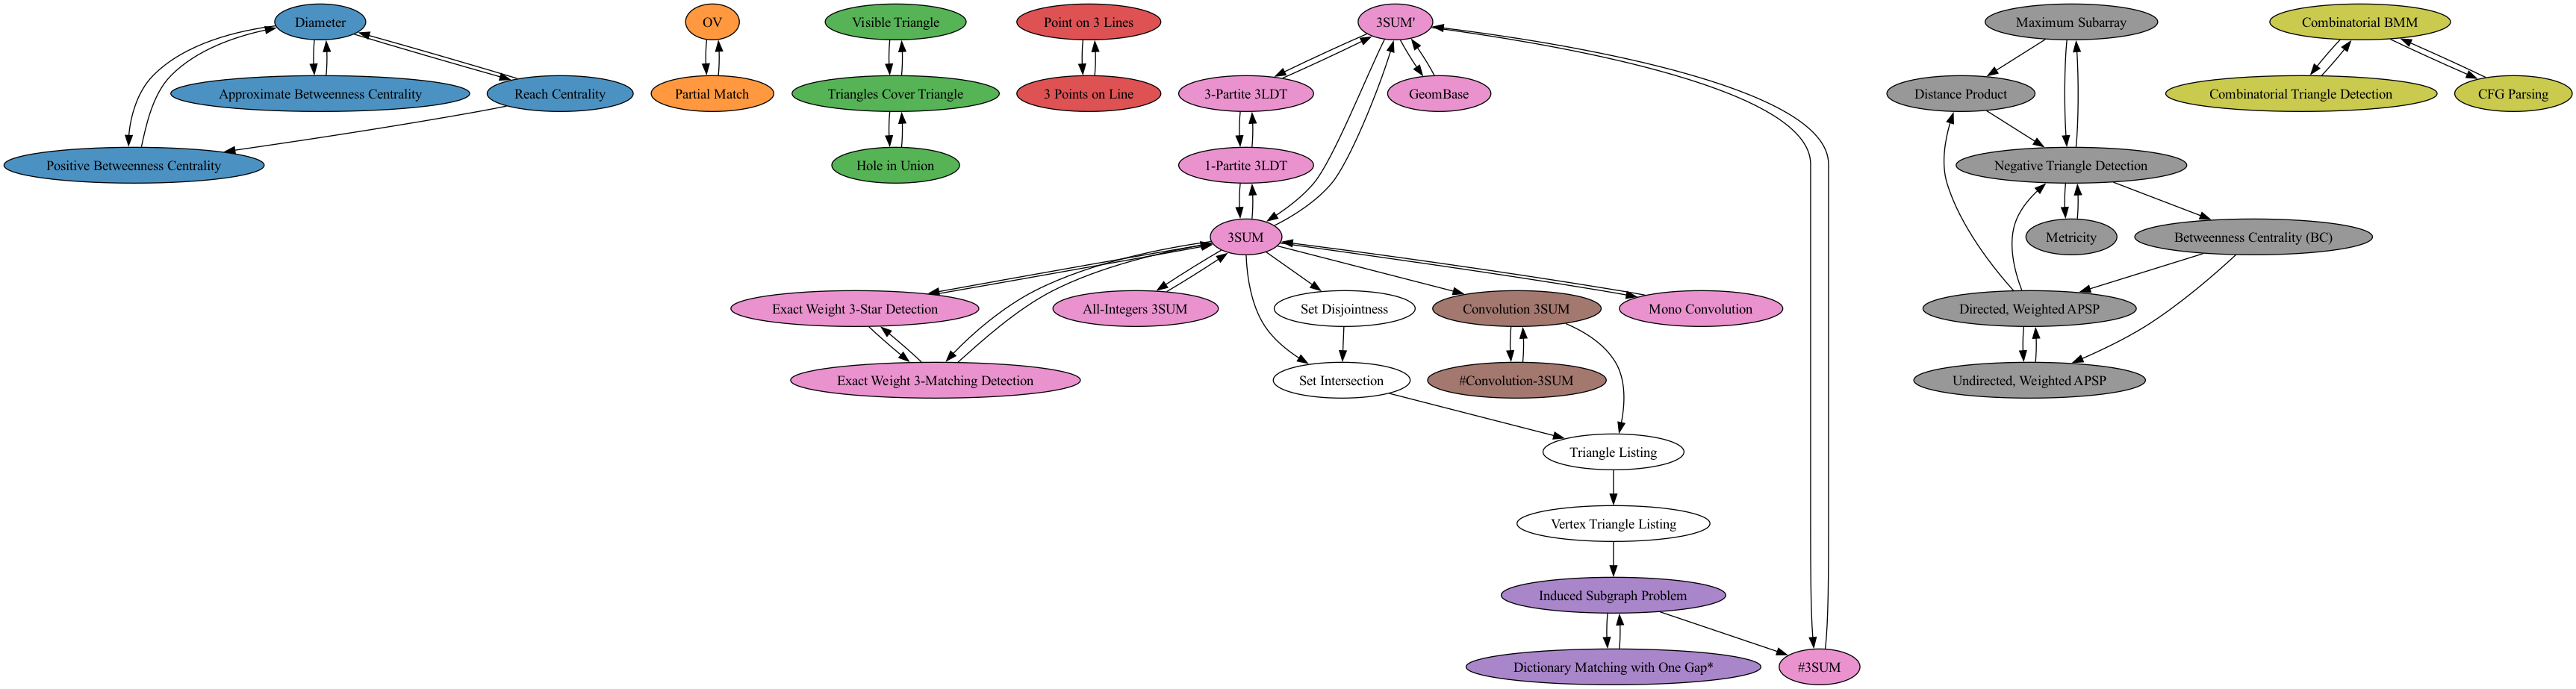 Diameter
OV
Visible Triangle
Point on 3 Lines
3SUM'
Maximum Subarray
Combinatorial BMM
Approximate Betweenness Centrality
Reach Centrality
Partial Match
Triangles Cover Triangle
3 Points on Line
3-Partite 3LDT
GeomBase
Distance Product
Combinatorial Triangle Detection
CFG Parsing
Positive Betweenness Centrality
Hole in Union
1-Partite 3LDT
Negative Triangle Detection
3SUM
Metricity
Betweenness Centrality (BC)
Exact Weight 3-Star Detection
All-Integers 3SUM
Set Disjointness
Convolution 3SUM
Mono Convolution
Directed, Weighted APSP
Exact Weight 3-Matching Detection
Set Intersection
#Convolution-3SUM
Undirected, Weighted APSP
Triangle Listing
Vertex Triangle Listing
Induced Subgraph Problem
Dictionary Matching with One Gap*
#3SUM